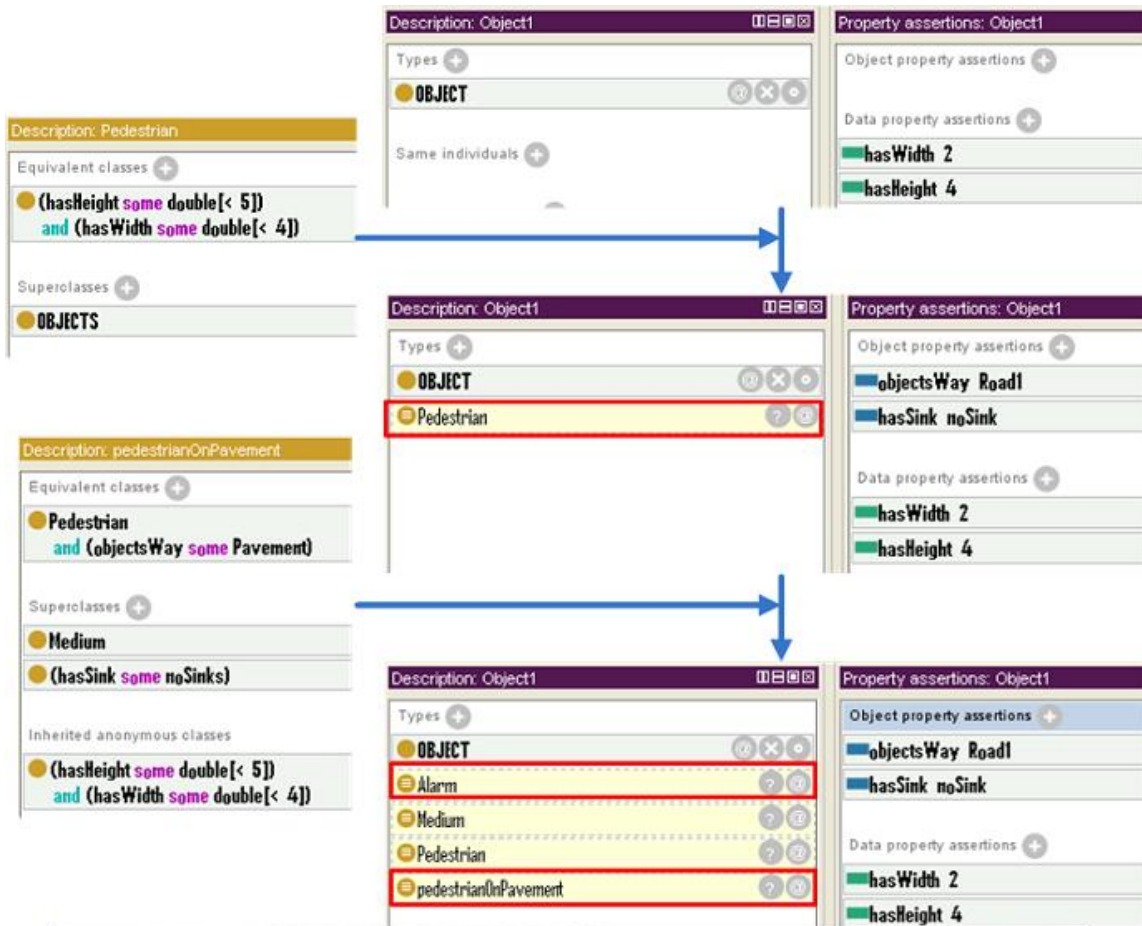 Description: Object1
Types
OBJECT
Same individuals
Property assertions: Object1
Object property assertions
Data property assertions
hasWidth 2
hasHeight 4
Description: Pedestrian
Equivalent classes
(hasHeight some double[< 5])
and (hasWidth some double[< 4])
Superclasses
OBJECTS
Description: Object1
Types
OBJECT
Pedestrian
Property assertions: Object1
Object property assertions
objectsWay Road1
hasSink noSink
Data property assertions
hasWidth 2
hasHeight 4
Description: pedestrianOnPavement
Equivalent classes
Pedestrian
and (objectsWay some Pavement)
Superclasses
Medium
(hasSink some noSinks)
Inherited anonymous classes
(hasHeight some double[< 5])
and (hasWidth some double[< 4])
Description: Object1
Types
OBJECT
Alarm
Medium
Pedestrian
pedestrianOnPavement
Property assertions: Object1
Object property assertions
objectsWay Road1
hasSink noSink
Data property assertions
hasWidth 2
hasHeight 4